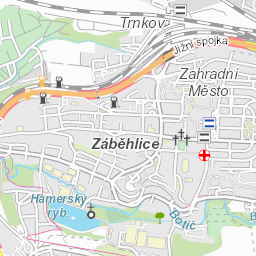 Trnkov
Jižní spojka
Zahradní
Město
Záběhlice
Hamerský
ryb.
Botič